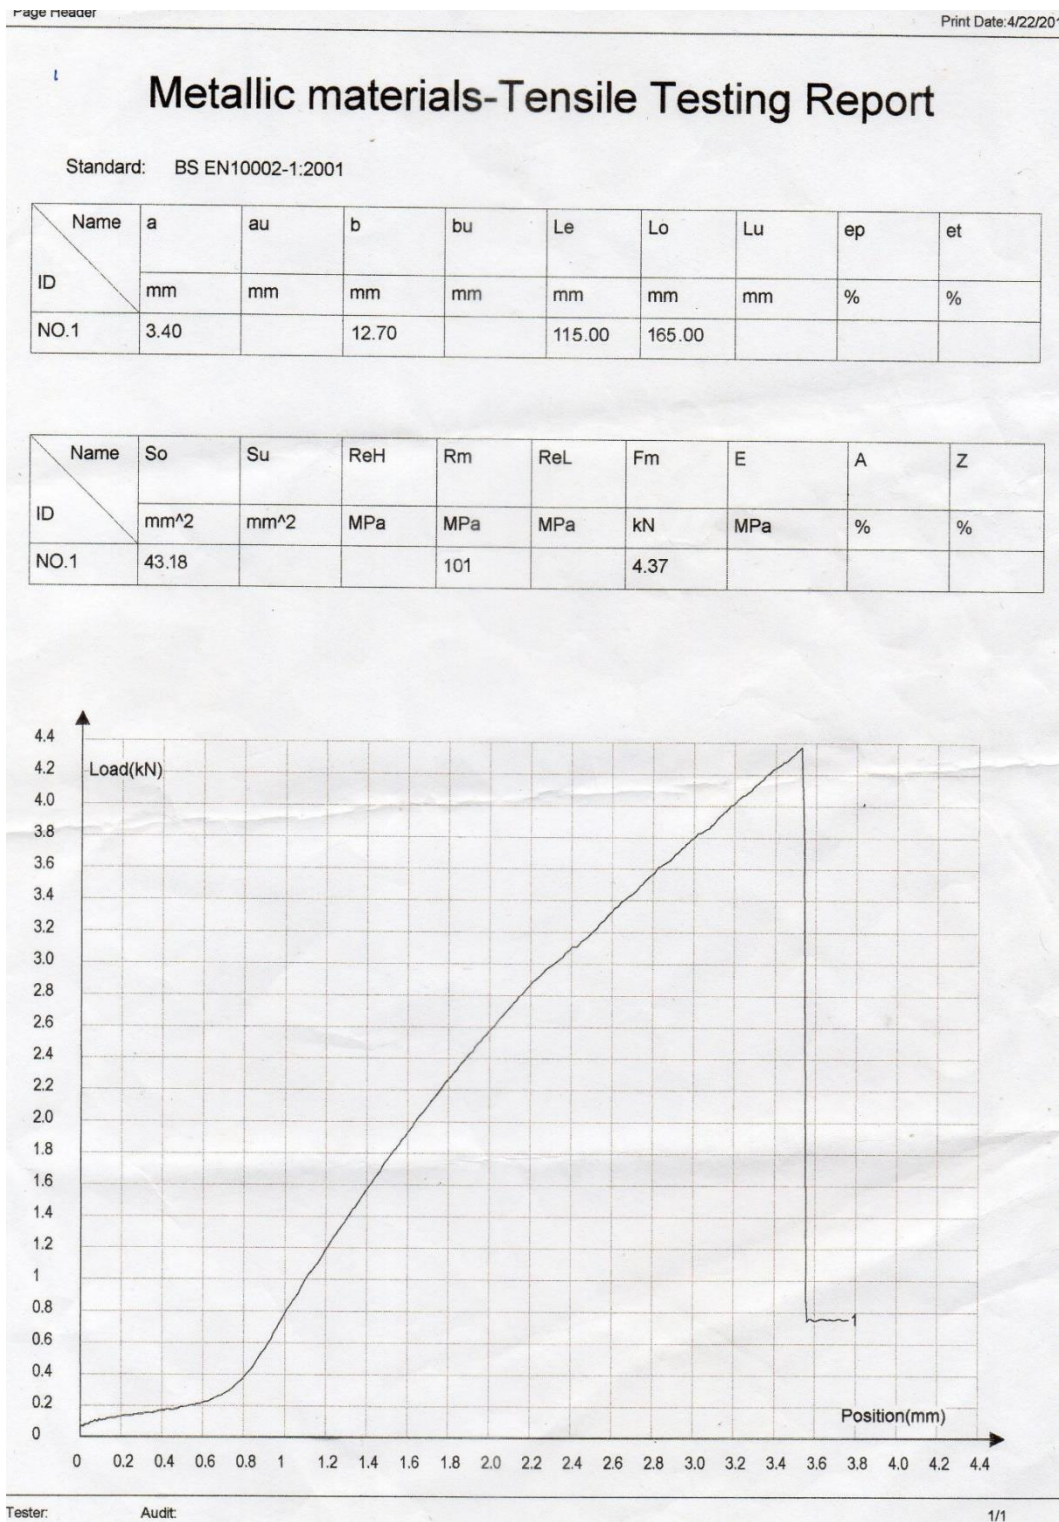 Page Header
Print Date:4/22/201
1
Metallic materials-Tensile Testing Report
Standard: BS EN10002-1:2001
Name a au b bu Le Lo Lu ep et
ID mm mm mm mm mm mm mm % %
NO.1 3.40 12.70 115.00 165.00
Name So Su ReH Rm ReL Fm E A Z
ID mm^2 mm^2 MPa MPa MPa kN MPa % %
NO.1 43.18 101 4.37
4.4
Load(kN)
4.2
4.0
3.8
3.6
3.4
3.2
3.0
2.8
2.6
2.4
2.2
2.0
1.8
1.6
1.4
1.2
1
0.8
1
0.6
0.4
0.2
Position(mm)
0
0 0.2 0.4 0.6 0.8 1 1.2 1.4 1.6 1.8 2.0 2.2 2.4 2.6 2.8 3.0 3.2 3.4 3.6 3.8 4.0 4.2 4.4
Tester: Audit: 1/1